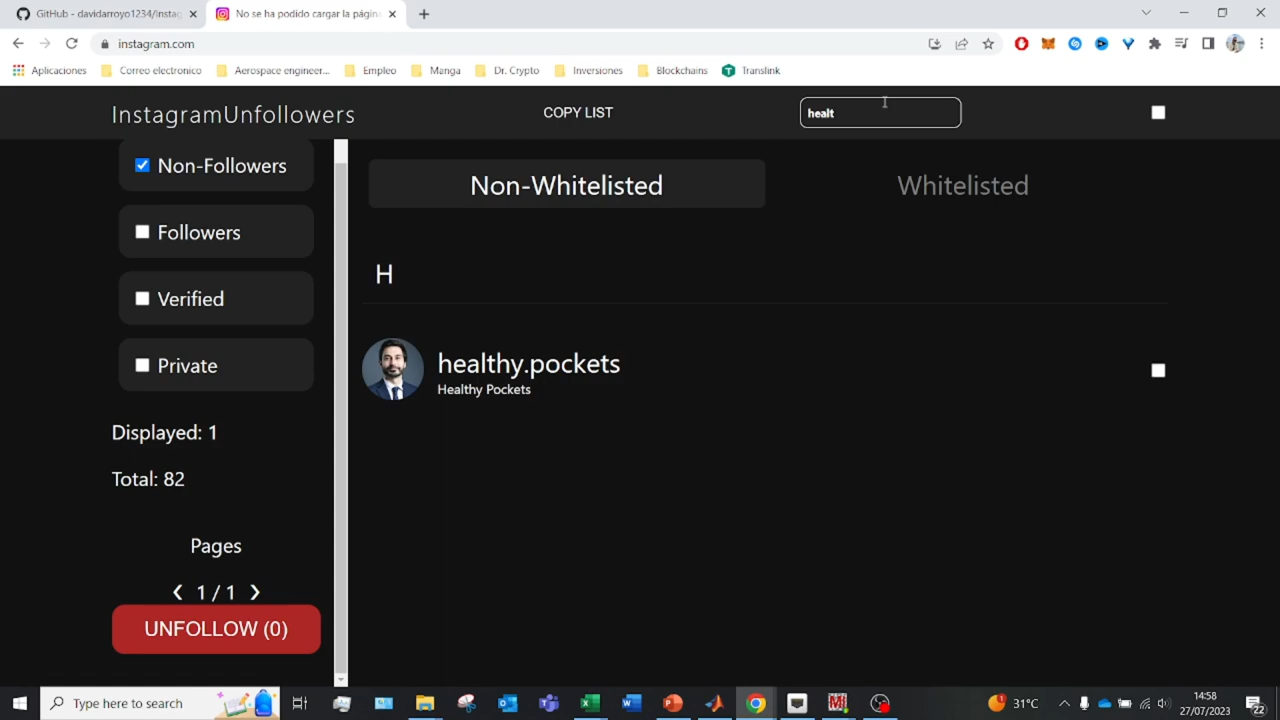 GitHub - davidarroyo1234/Instag
No se ha podido cargar la página
instagram.com
Aplicaciones
Correo electronico
Aerospace engineer...
Empleo
Manga
Dr. Crypto
Inversiones
Blockchains
Translink
InstagramUnfollowers
COPY LIST
healt
Non-Followers
Followers
Verified
Private
Displayed: 1
Total: 82
Pages
❮ 1 / 1 ❯
UNFOLLOW (0)
Non-Whitelisted
Whitelisted
H
healthy.pockets
Healthy Pockets
Type here to search
31°C
14:58
27/07/2023
22